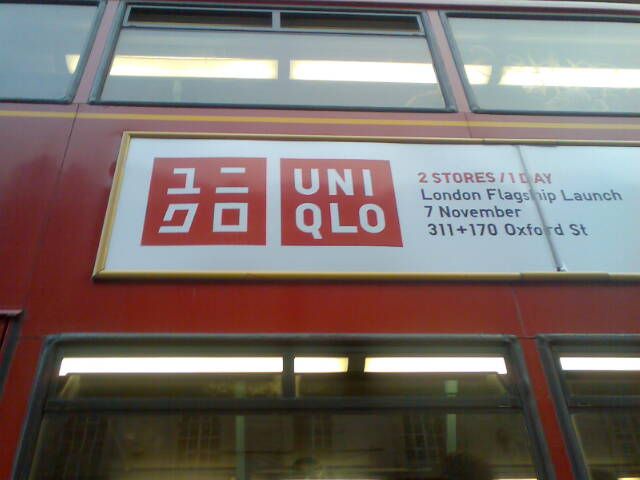 ユニ
クロ
UNI
QLO
2 STORES / 1 DAY
London Flagship Launch
7 November
311+170 Oxford St